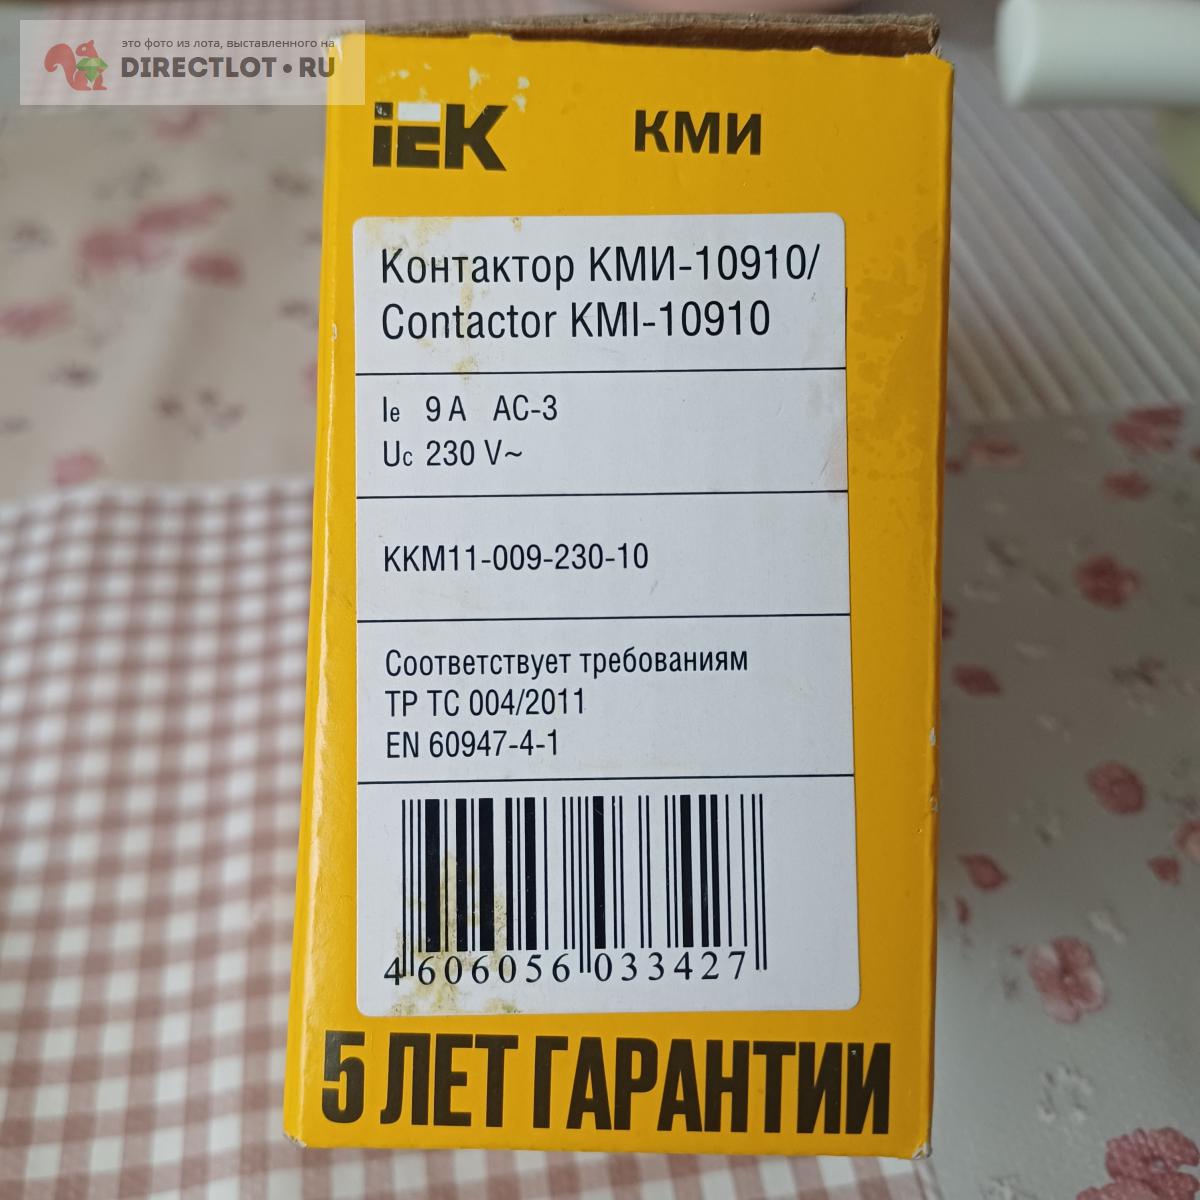 это фото из лота, выставленного на
DIRECTLOT•RU
iEK
КМИ
Контактор КМИ-10910/
Contactor KMI-10910
Ie 9 A AC-3
Uc 230 V~
KKM11-009-230-10
Соответствует требованиям
ТР ТС 004/2011
EN 60947-4-1
4 606056 033427
5 ЛЕТ ГАРАНТИИ